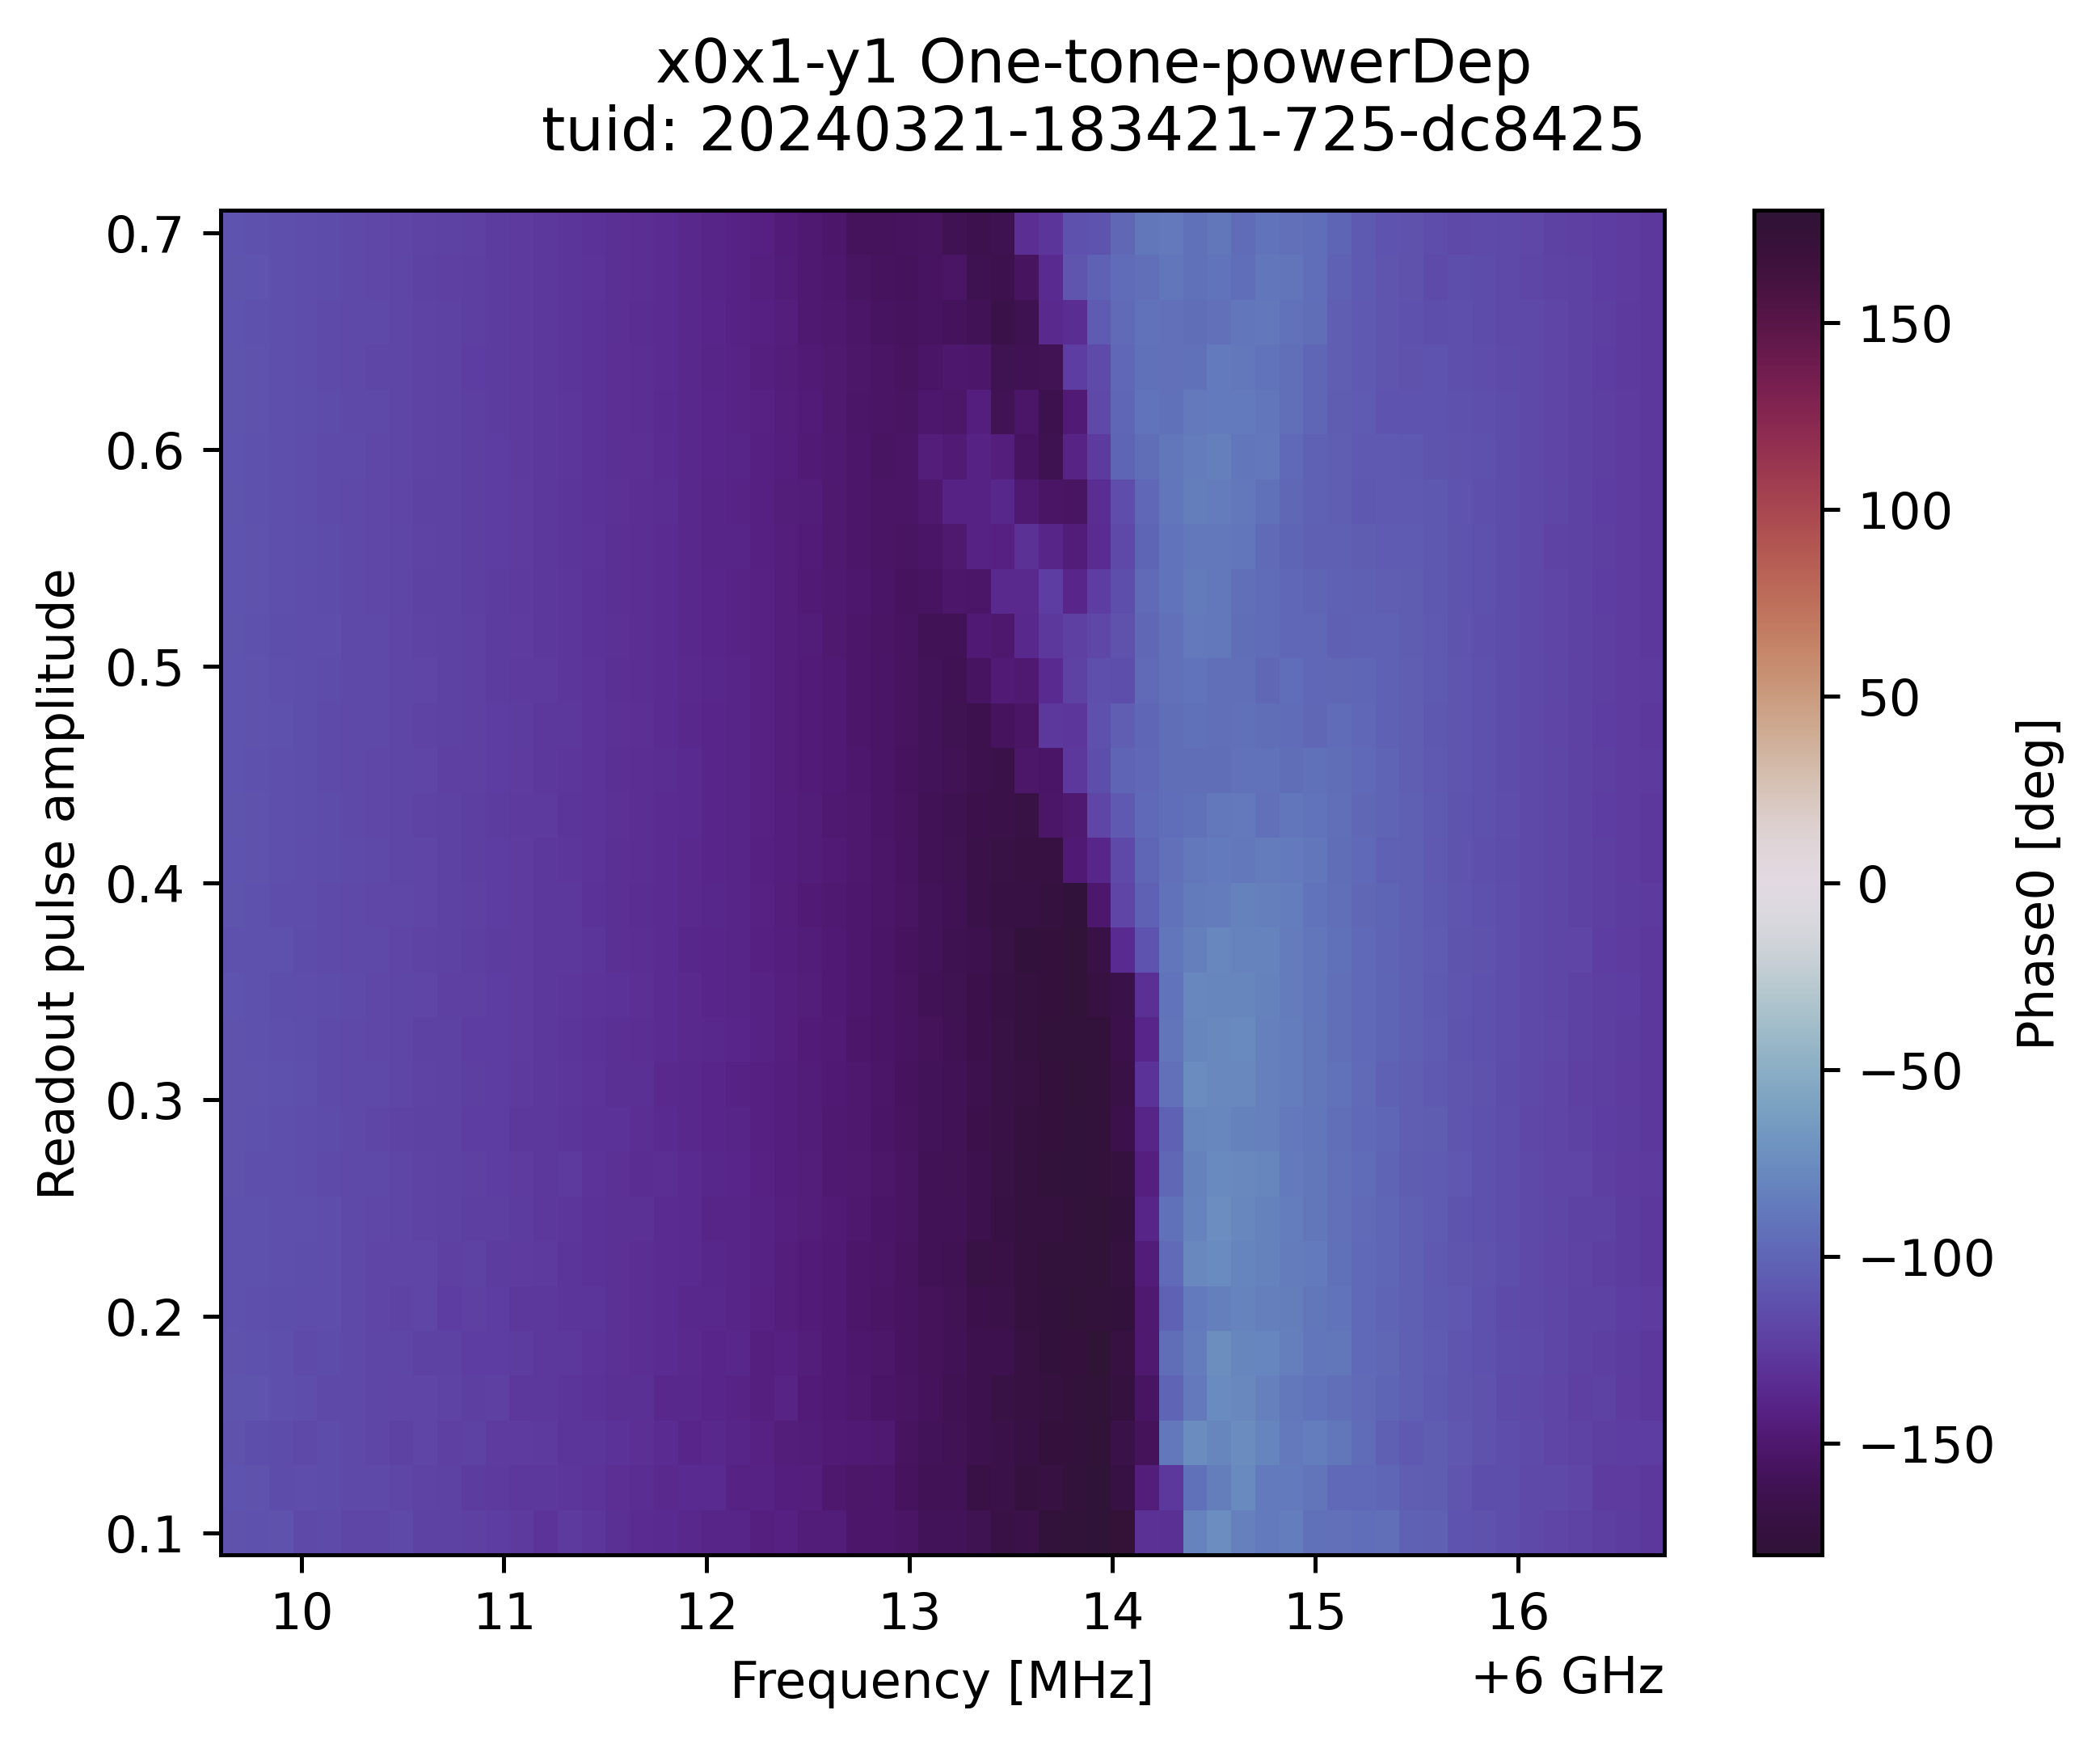 x0x1-y1 One-tone-powerDep
tuid: 20240321-183421-725-dc8425
0.7
0.6
0.5
0.4
0.3
0.2
0.1
Readout pulse amplitude
10 11 12 13 14 15 16
Frequency [MHz]
+6 GHz
150
100
50
0
−50
−100
−150
Phase0 [deg]